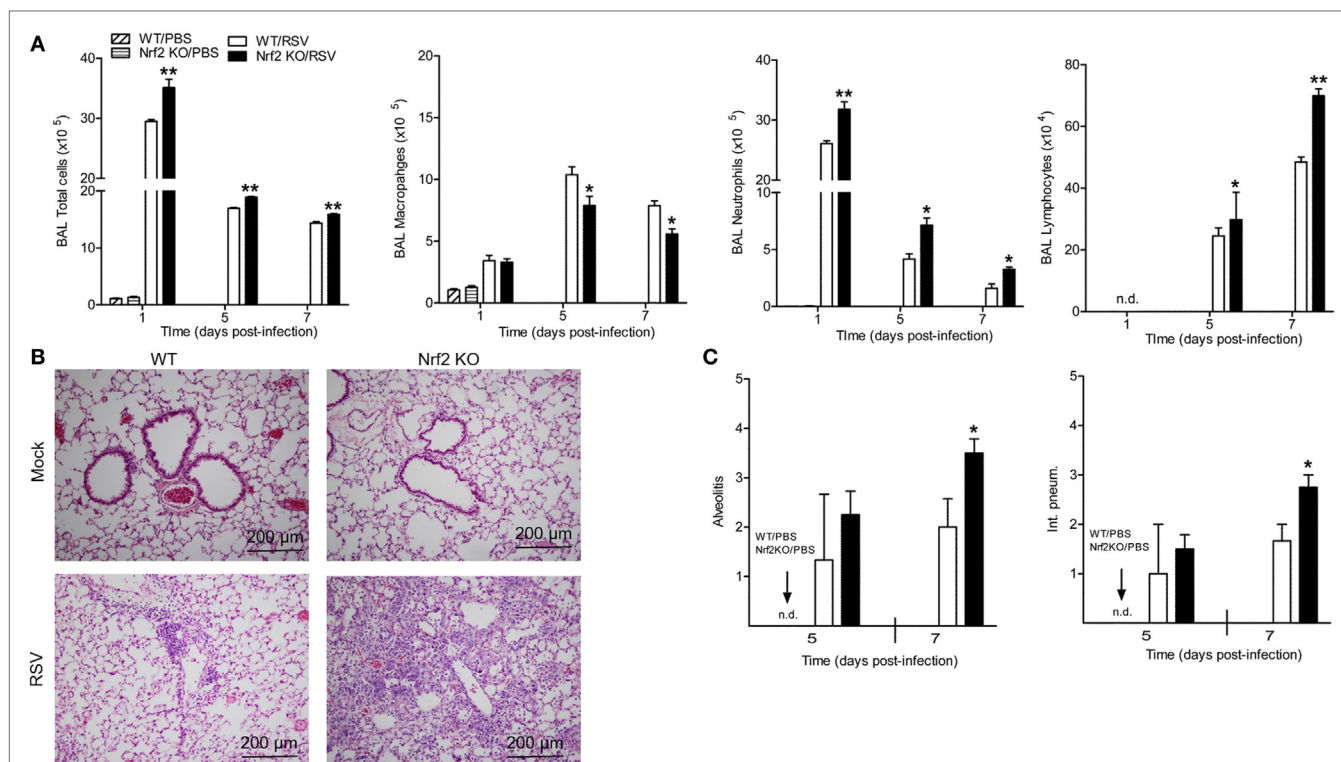 A
WT/PBS
Nrf2 KO/PBS
WT/RSV
Nrf2 KO/RSV
BAL Total cells (x10 5)
40
30
20
20
10
0
**
**
**
1 5 7
TIme (days post-infection)
BAL Macropahges (x10 5)
20
15
10
5
0
*
*
1 5 7
TIme (days post-infection)
BAL Neutrophils (x10 5)
40
30
20
10
5
0
**
*
*
1 5 7
TIme (days post-infection)
BAL Lymphocytes (x10 4)
80
60
40
20
0
n.d.
*
**
1 5 7
TIme (days post-infection)
B
WT
Nrf2 KO
Mock
200 µm
200 µm
RSV
200 µm
200 µm
C
Alveolitis
5
4
3
2
1
WT/PBS
Nrf2KO/PBS
n.d.
*
5 7
Time (days post-infection)
Int. pneum.
5
4
3
2
1
WT/PBS
Nrf2KO/PBS
n.d.
*
5 7
Time (days post-infection)